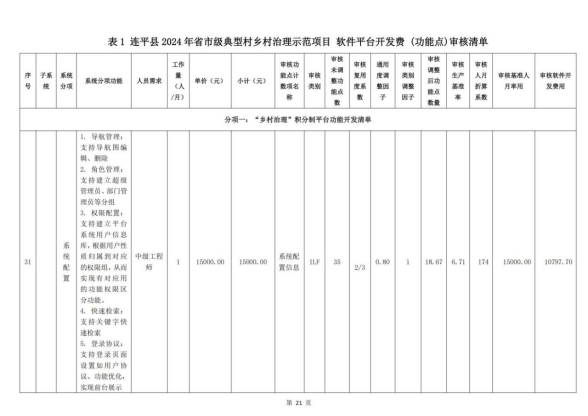 表 1 连平县 2024 年省市级典型村乡村治理示范项目 软件平台开发费（功能点）审核清单
序号
子系统
系统分项
系统分项功能
人员需求
工作量（人/月）
单价（元）
小计（元）
审核功能点计数项名称
审核类别
审核未调整功能点数
审核复用度系数
通用度调整因子
审核类别调整因子
审核调整后功能点数量
审核生产基准率
审核人月折算系数
审核基准人月率用
审核软件开发费用
分项一：“乡村治理”积分制平台功能开发清单
31
系统配置
1. 导航管理：
支持导航图编
辑、删除
2. 角色管理：
支持建立超级
管理员、部门管
理员等分组
3. 权限配置：
支持建立平台
系统用户信息
库，根据用户性
质归属到对应
的权限组，从而
实现有对应用
的功能权限区
分功能。
4. 快速检索：
支持关键字快
速检索
5. 登录协议：
支持登录页面
设置如用户协
议、功能优化，
实现前台展示
中级工程师
1
15000.00
15000.00
系统配置信息
ILF
35
2/3
0.80
1
18.67
6.71
174
15000.00
10797.70
第 21 页